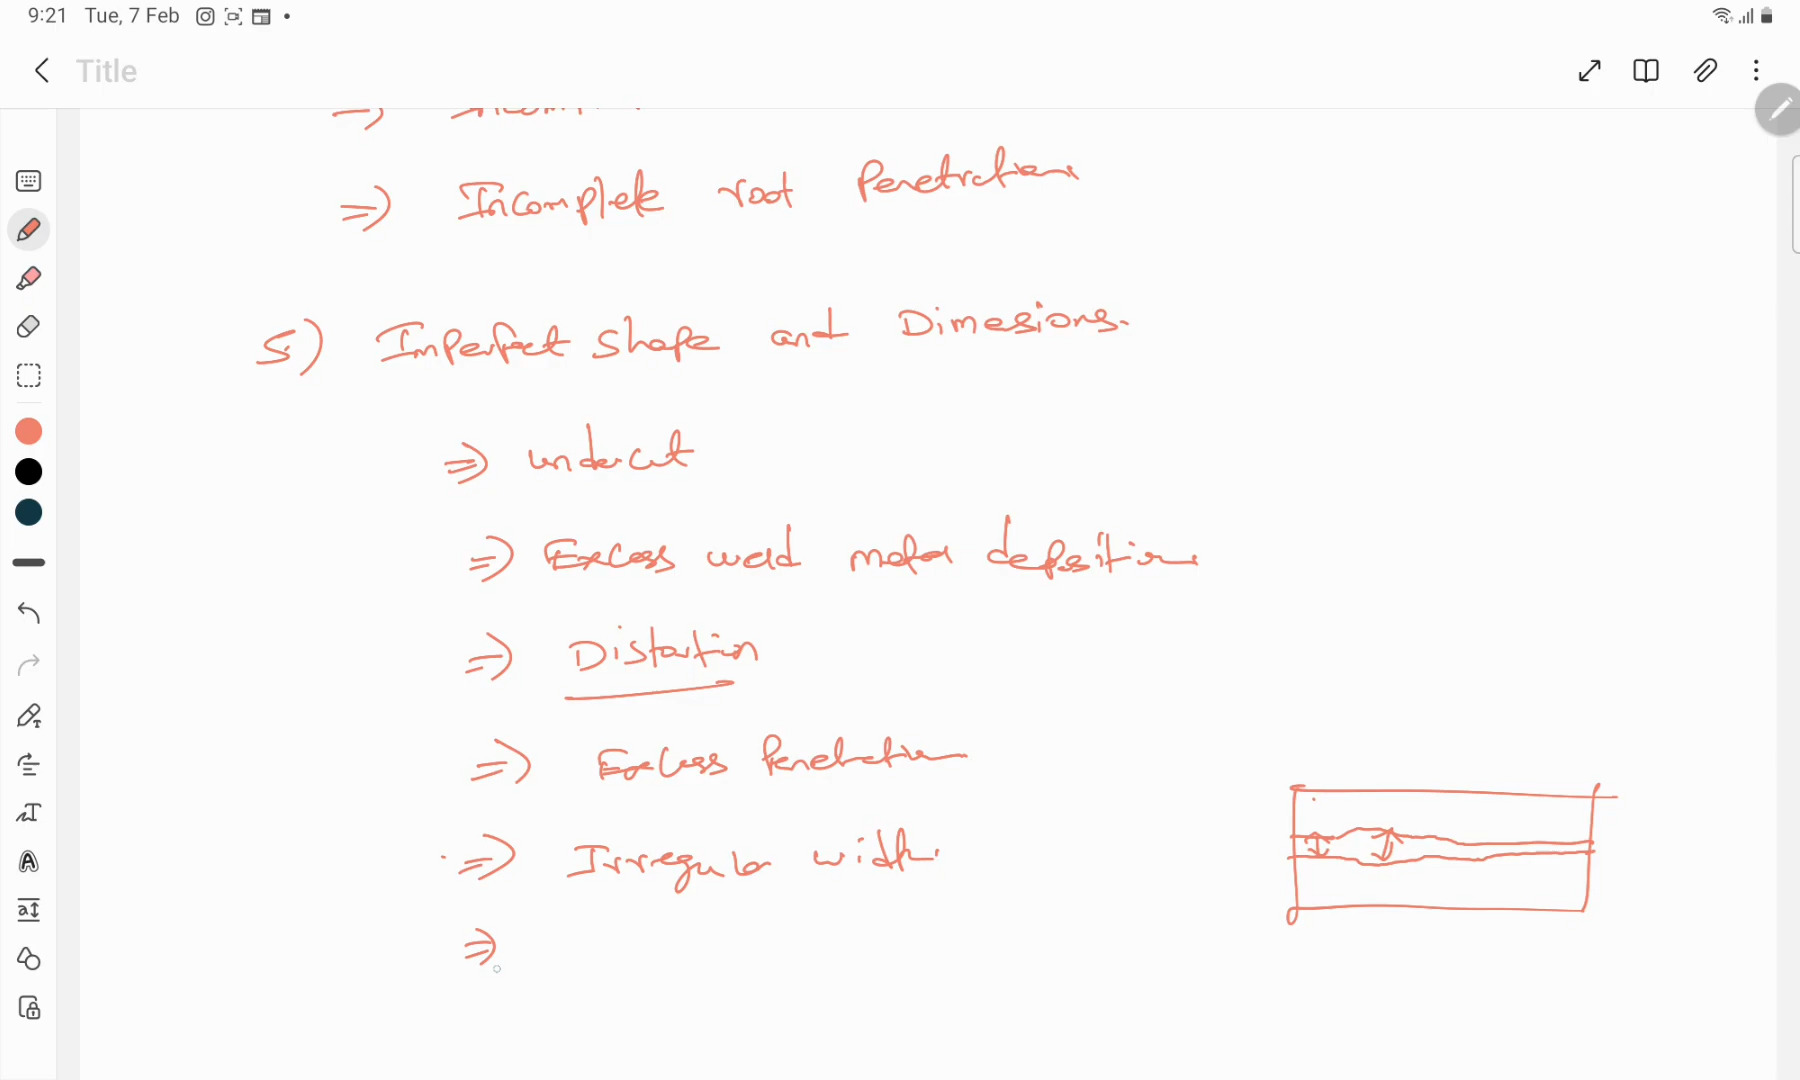 9:21 Tue, 7 Feb
Title
=> Incomplete root Penetration
5) Imperfect shape and Dimesions.
=> undercut
=> Excess weld metal deposition
=> Distortion
=> Excess Penetration
=> Irregular width
=>